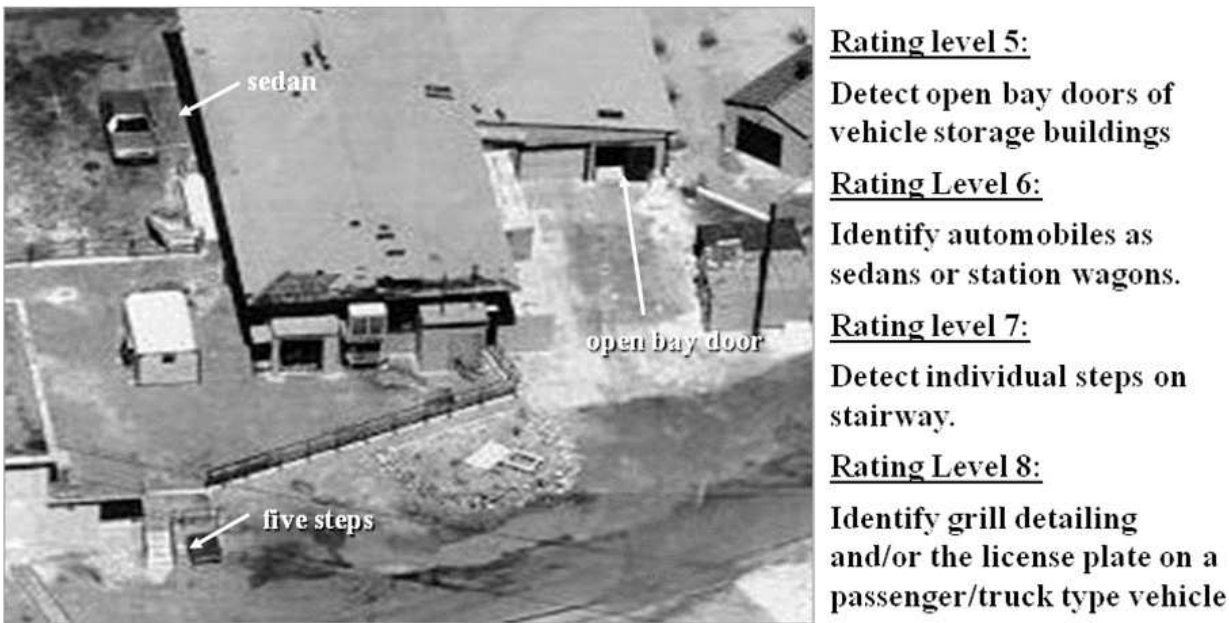 sedan
open bay door
five steps
Rating level 5:
Detect open bay doors of
vehicle storage buildings
Rating Level 6:
Identify automobiles as
sedans or station wagons.
Rating level 7:
Detect individual steps on
stairway.
Rating Level 8:
Identify grill detailing
and/or the license plate on a
passenger/truck type vehicle